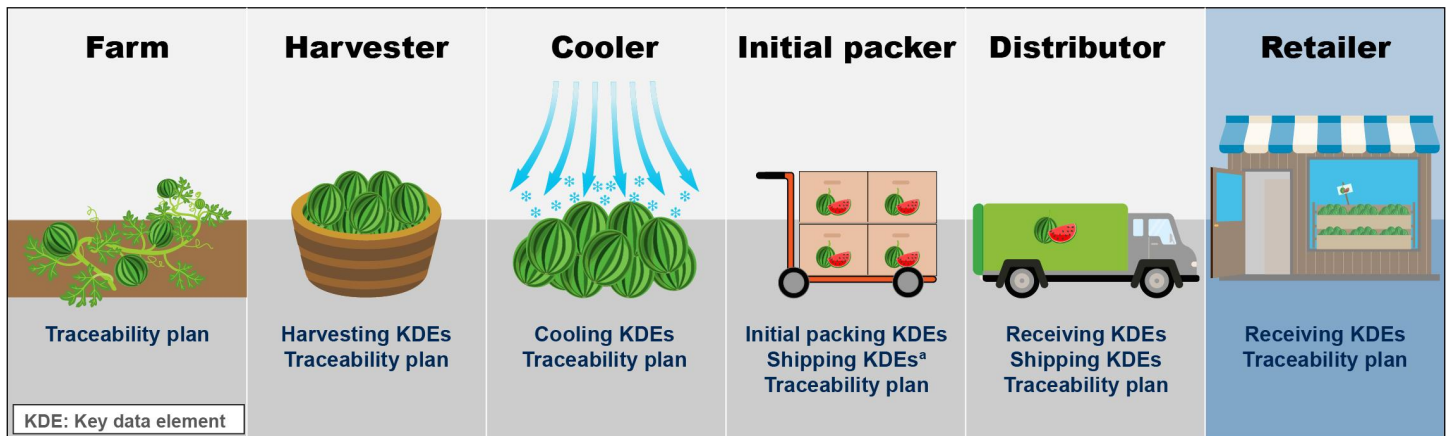 Farm
Traceability plan
KDE: Key data element
Harvester
Harvesting KDEs
Traceability plan
Cooler
Cooling KDEs
Traceability plan
Initial packer
Initial packing KDEs
Shipping KDEsᵃ
Traceability plan
Distributor
Receiving KDEs
Shipping KDEs
Traceability plan
Retailer
Receiving KDEs
Traceability plan